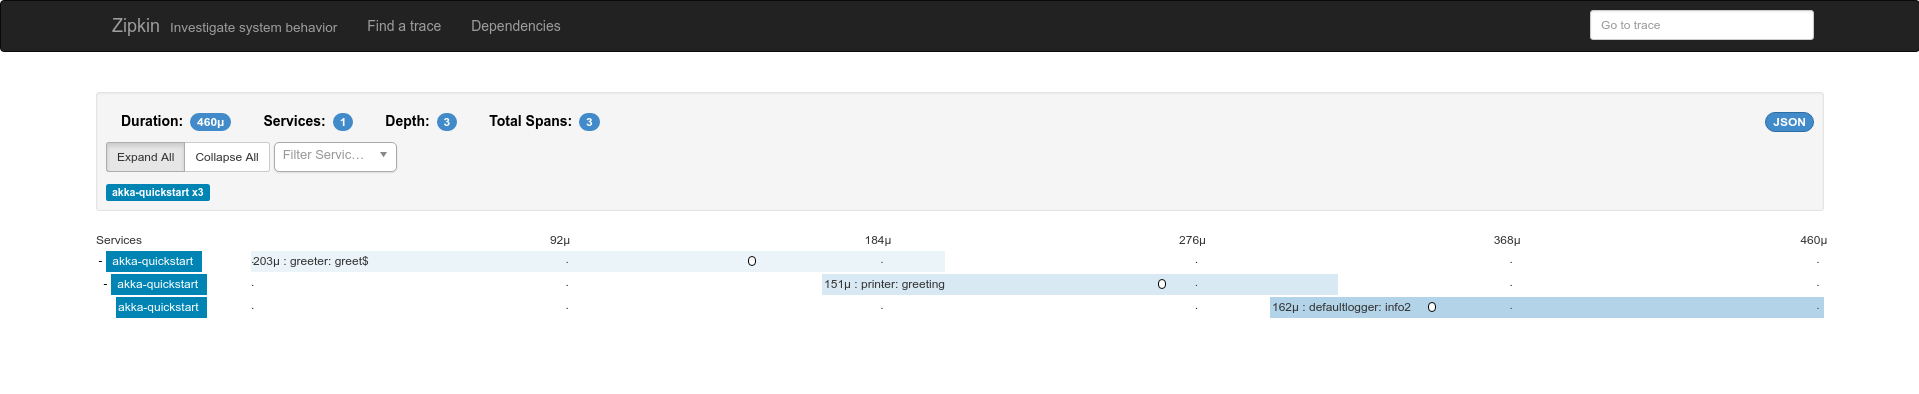 Zipkin Investigate system behavior Find a trace Dependencies Go to trace
Duration: 460μ Services: 1 Depth: 3 Total Spans: 3 JSON
Expand All Collapse All Filter Servic...
akka-quickstart x3
Services 92μ 184μ 276μ 368μ 460μ
- akka-quickstart 203μ : greeter: greet$
- akka-quickstart 151μ : printer: greeting
akka-quickstart 162μ : defaultlogger: info2